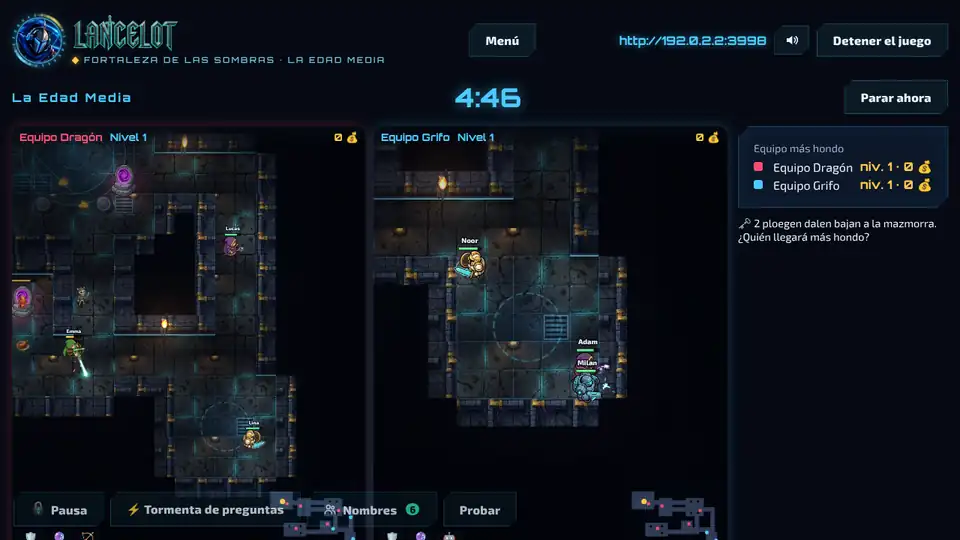 LANCELOT
FORTALEZA DE LAS SOMBRAS · LA EDAD MEDIA
Menú
http://192.0.2.2:3998
Detener el juego
La Edad Media
4:46
Parar ahora
Equipo Dragón Nivel 1
0
Equipo Grifo Nivel 1
0
Equipo más hondo
Equipo Dragón niv. 1 · 0
Equipo Grifo niv. 1 · 0
2 ploegen dalen bajan a la mazmorra.
¿Quién llegará más hondo?
Lucas
Emma
Lina
Noor
Adam
Milan
Pausa
Tormenta de preguntas
Nombres 6
Probar